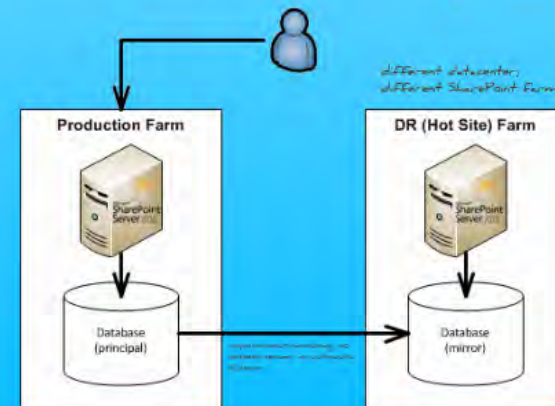 different datacenter;
different SharePoint Farm
Production Farm
DR (Hot Site) Farm
SharePoint
Server
SharePoint
Server
Database
(principal)
Database
(mirror)